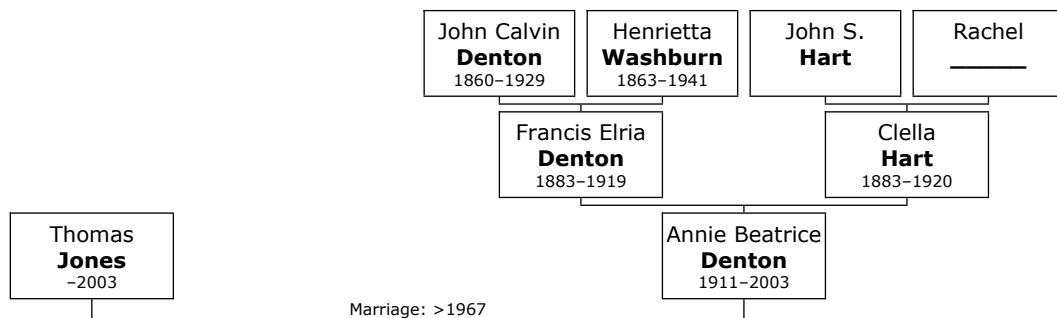 John Calvin
Denton
1860–1929
Henrietta
Washburn
1863–1941
John S.
Hart
Rachel
______
Francis Elria
Denton
1883–1919
Clella
Hart
1883–1920
Thomas
Jones
–2003
Annie Beatrice
Denton
1911–2003
Marriage: >1967